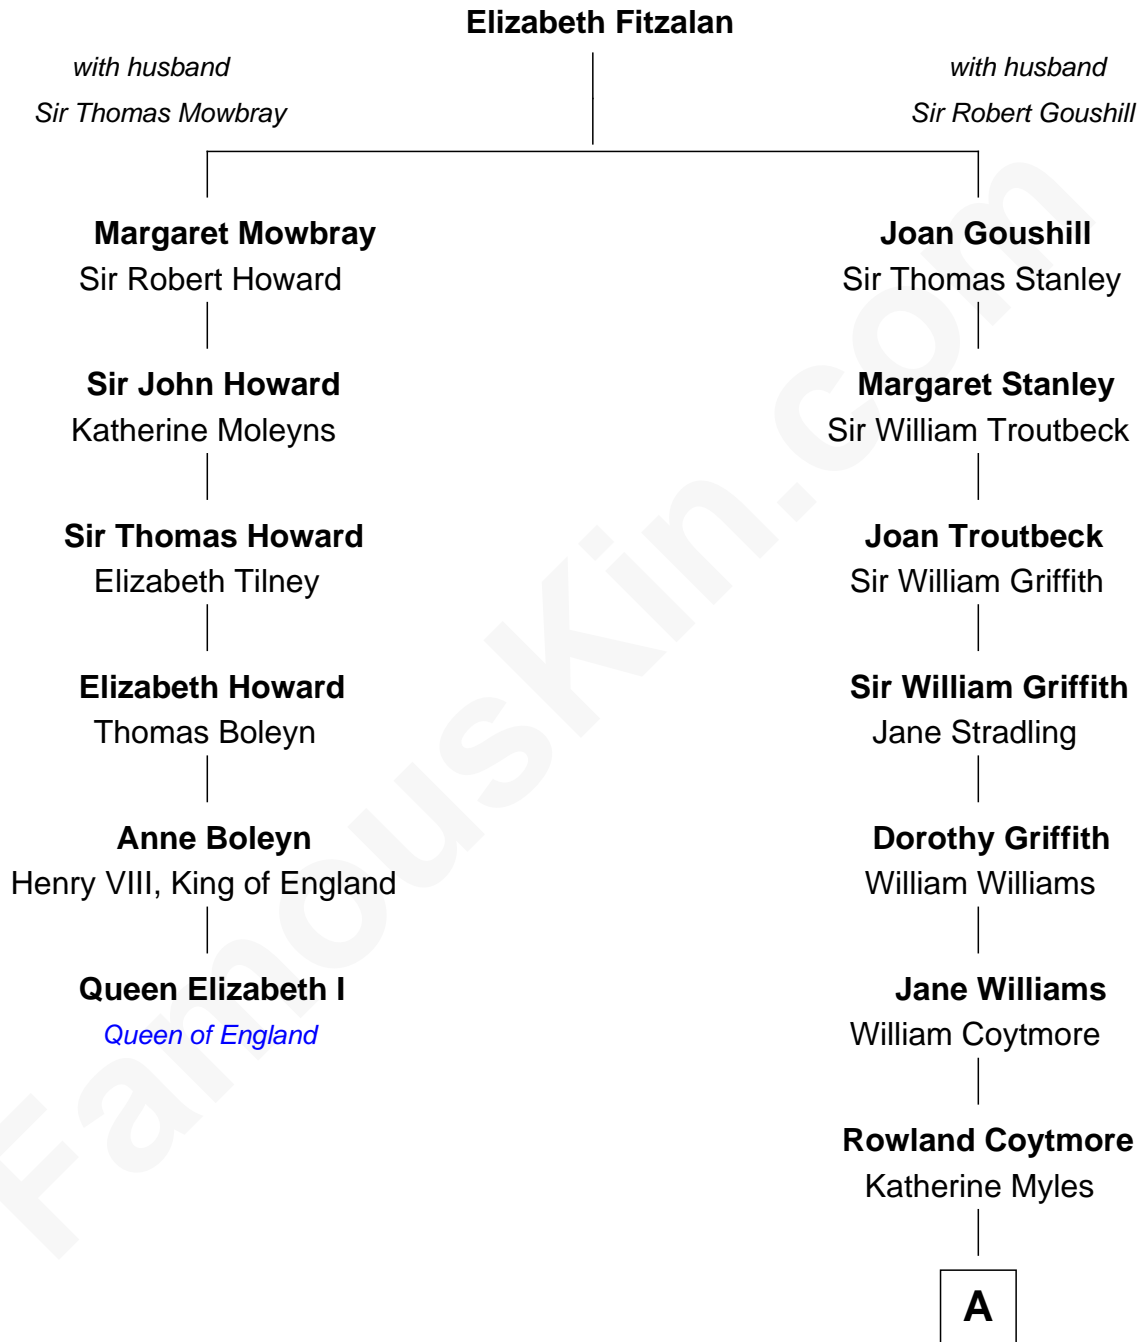 Elizabeth Fitzalan
with husband
Sir Thomas Mowbray
with husband
Sir Robert Goushill
Margaret Mowbray
Sir Robert Howard
Joan Goushill
Sir Thomas Stanley
Sir John Howard
Katherine Moleyns
Margaret Stanley
Sir William Troutbeck
Sir Thomas Howard
Elizabeth Tilney
Joan Troutbeck
Sir William Griffith
Elizabeth Howard
Thomas Boleyn
Sir William Griffith
Jane Stradling
Anne Boleyn
Henry VIII, King of England
Dorothy Griffith
William Williams
Queen Elizabeth I
Queen of England
Jane Williams
William Coytmore
Rowland Coytmore
Katherine Myles
A
FamousKin.com